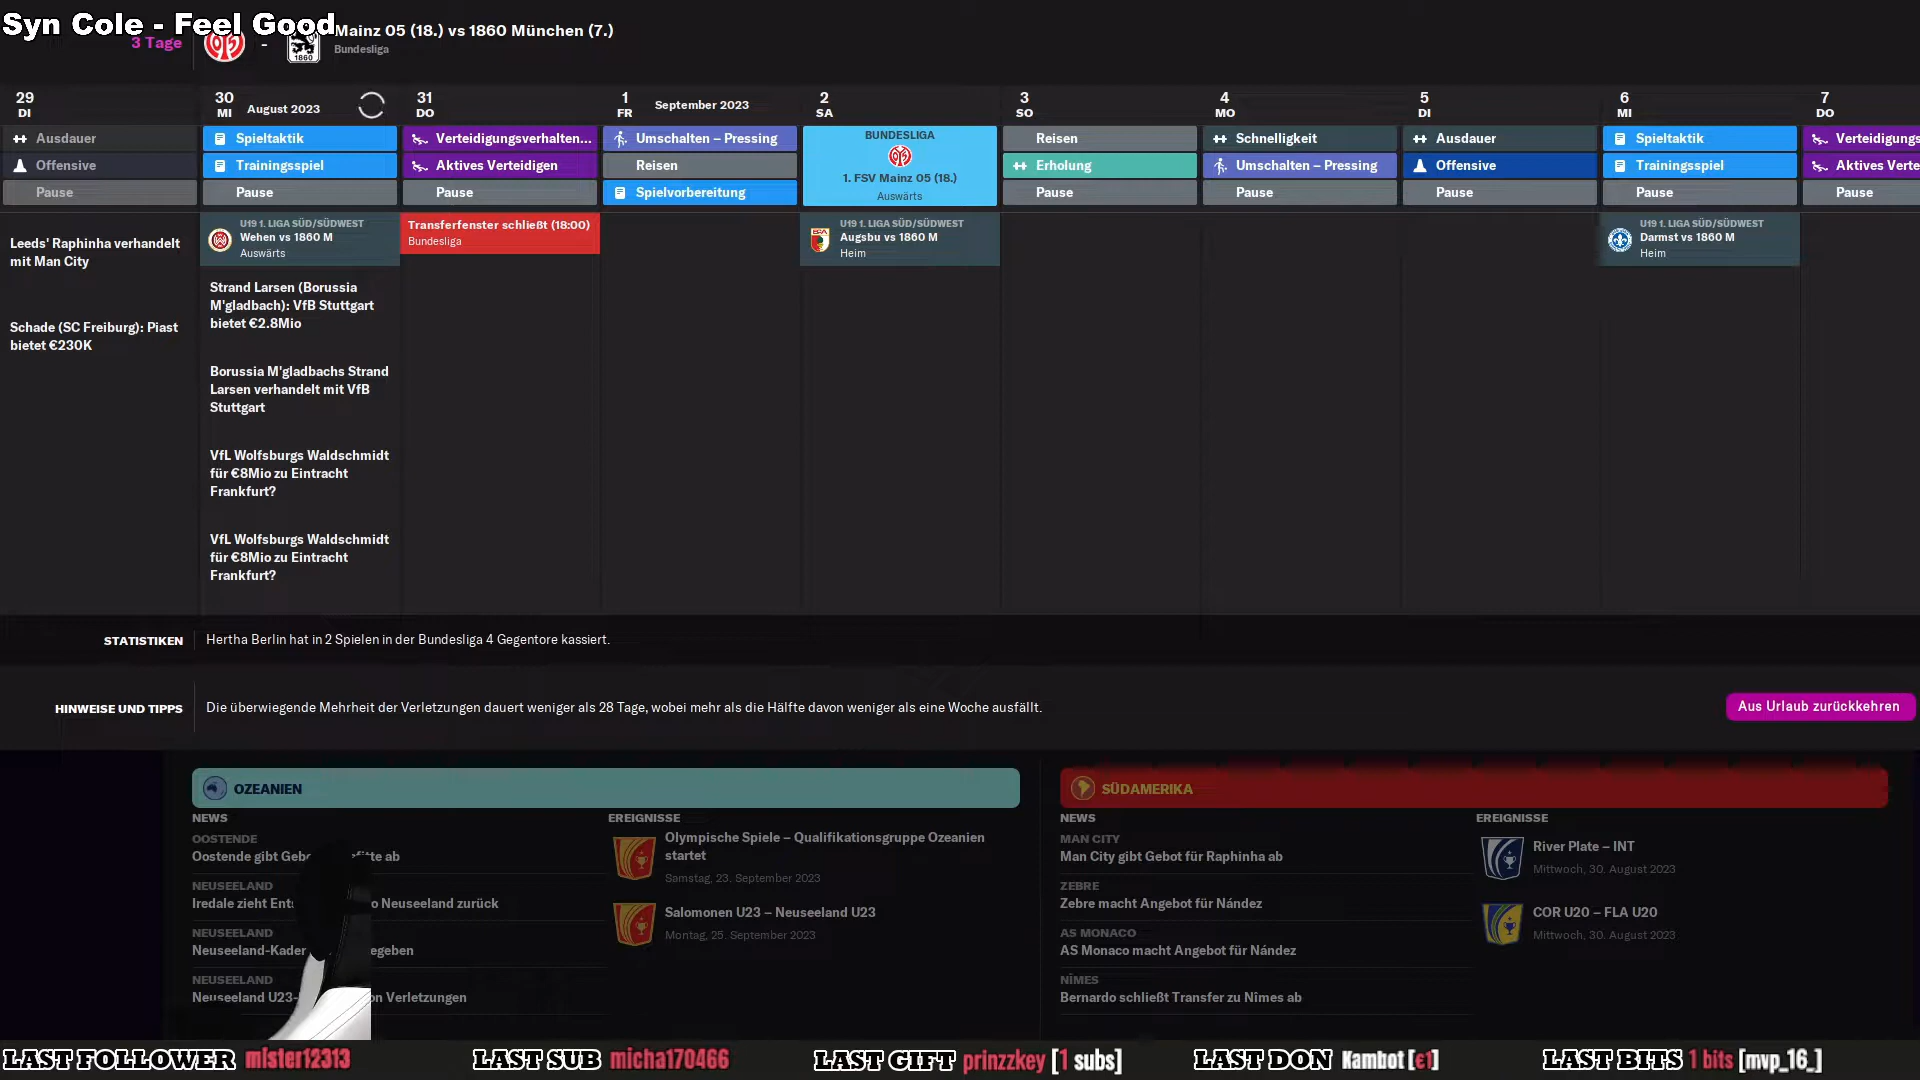 Syn Cole - Feel Good
3 Tage
Mainz 05 (18.) vs 1860 München (7.)
Bundesliga
-
1860
29
DI
30
MI
August 2023
31
DO
1
FR
September 2023
2
SA
3
SO
4
MO
5
DI
6
MI
7
DO
Ausdauer
Offensive
Pause
Spieltaktik
Trainingsspiel
Pause
Verteidigungsverhalten...
Aktives Verteidigen
Pause
Umschalten – Pressing
Reisen
Spielvorbereitung
BUNDESLIGA
1. FSV Mainz 05 (18.)
Auswärts
Reisen
Erholung
Pause
Schnelligkeit
Umschalten – Pressing
Pause
Ausdauer
Offensive
Pause
Spieltaktik
Trainingsspiel
Pause
Verteidigungs
Aktives Verte
Pause
Leeds' Raphinha verhandelt
mit Man City
Schade (SC Freiburg): Piast
bietet €230K
U19 1. LIGA SÜD/SÜDWEST
Wehen vs 1860 M
Auswärts
Strand Larsen (Borussia
M'gladbach): VfB Stuttgart
bietet €2.8Mio
Borussia M'gladbachs Strand
Larsen verhandelt mit VfB
Stuttgart
VfL Wolfsburgs Waldschmidt
für €8Mio zu Eintracht
Frankfurt?
VfL Wolfsburgs Waldschmidt
für €8Mio zu Eintracht
Frankfurt?
Transferfenster schließt (18:00)
Bundesliga
U19 1. LIGA SÜD/SÜDWEST
Augsbu vs 1860 M
Heim
U19 1. LIGA SÜD/SÜDWEST
Darmst vs 1860 M
Heim
STATISTIKEN
Hertha Berlin hat in 2 Spielen in der Bundesliga 4 Gegentore kassiert.
HINWEISE UND TIPPS
Die überwiegende Mehrheit der Verletzungen dauert weniger als 28 Tage, wobei mehr als die Hälfte davon weniger als eine Woche ausfällt.
Aus Urlaub zurückkehren
OZEANIEN
NEWS
OOSTENDE
Oostende gibt Gebo fitte ab
NEUSEELAND
Iredale zieht Ents o Neuseeland zurück
NEUSEELAND
Neuseeland-Kader egeben
NEUSEELAND
Neuseeland U23- on Verletzungen
EREIGNISSE
Olympische Spiele – Qualifikationsgruppe Ozeanien
startet
Samstag, 23. September 2023
Salomonen U23 – Neuseeland U23
Montag, 25. September 2023
SÜDAMERIKA
NEWS
MAN CITY
Man City gibt Gebot für Raphinha ab
ZEBRE
Zebre macht Angebot für Nández
AS MONACO
AS Monaco macht Angebot für Nández
NÎMES
Bernardo schließt Transfer zu Nîmes ab
EREIGNISSE
River Plate – INT
Mittwoch, 30. August 2023
COR U20 – FLA U20
Mittwoch, 30. August 2023
LAST FOLLOWER mister12313
LAST SUB micha170466
LAST GIFT prinzzkey [1 subs]
LAST DON Kambot [€1]
LAST BITS 1 bits [mvp_16_]